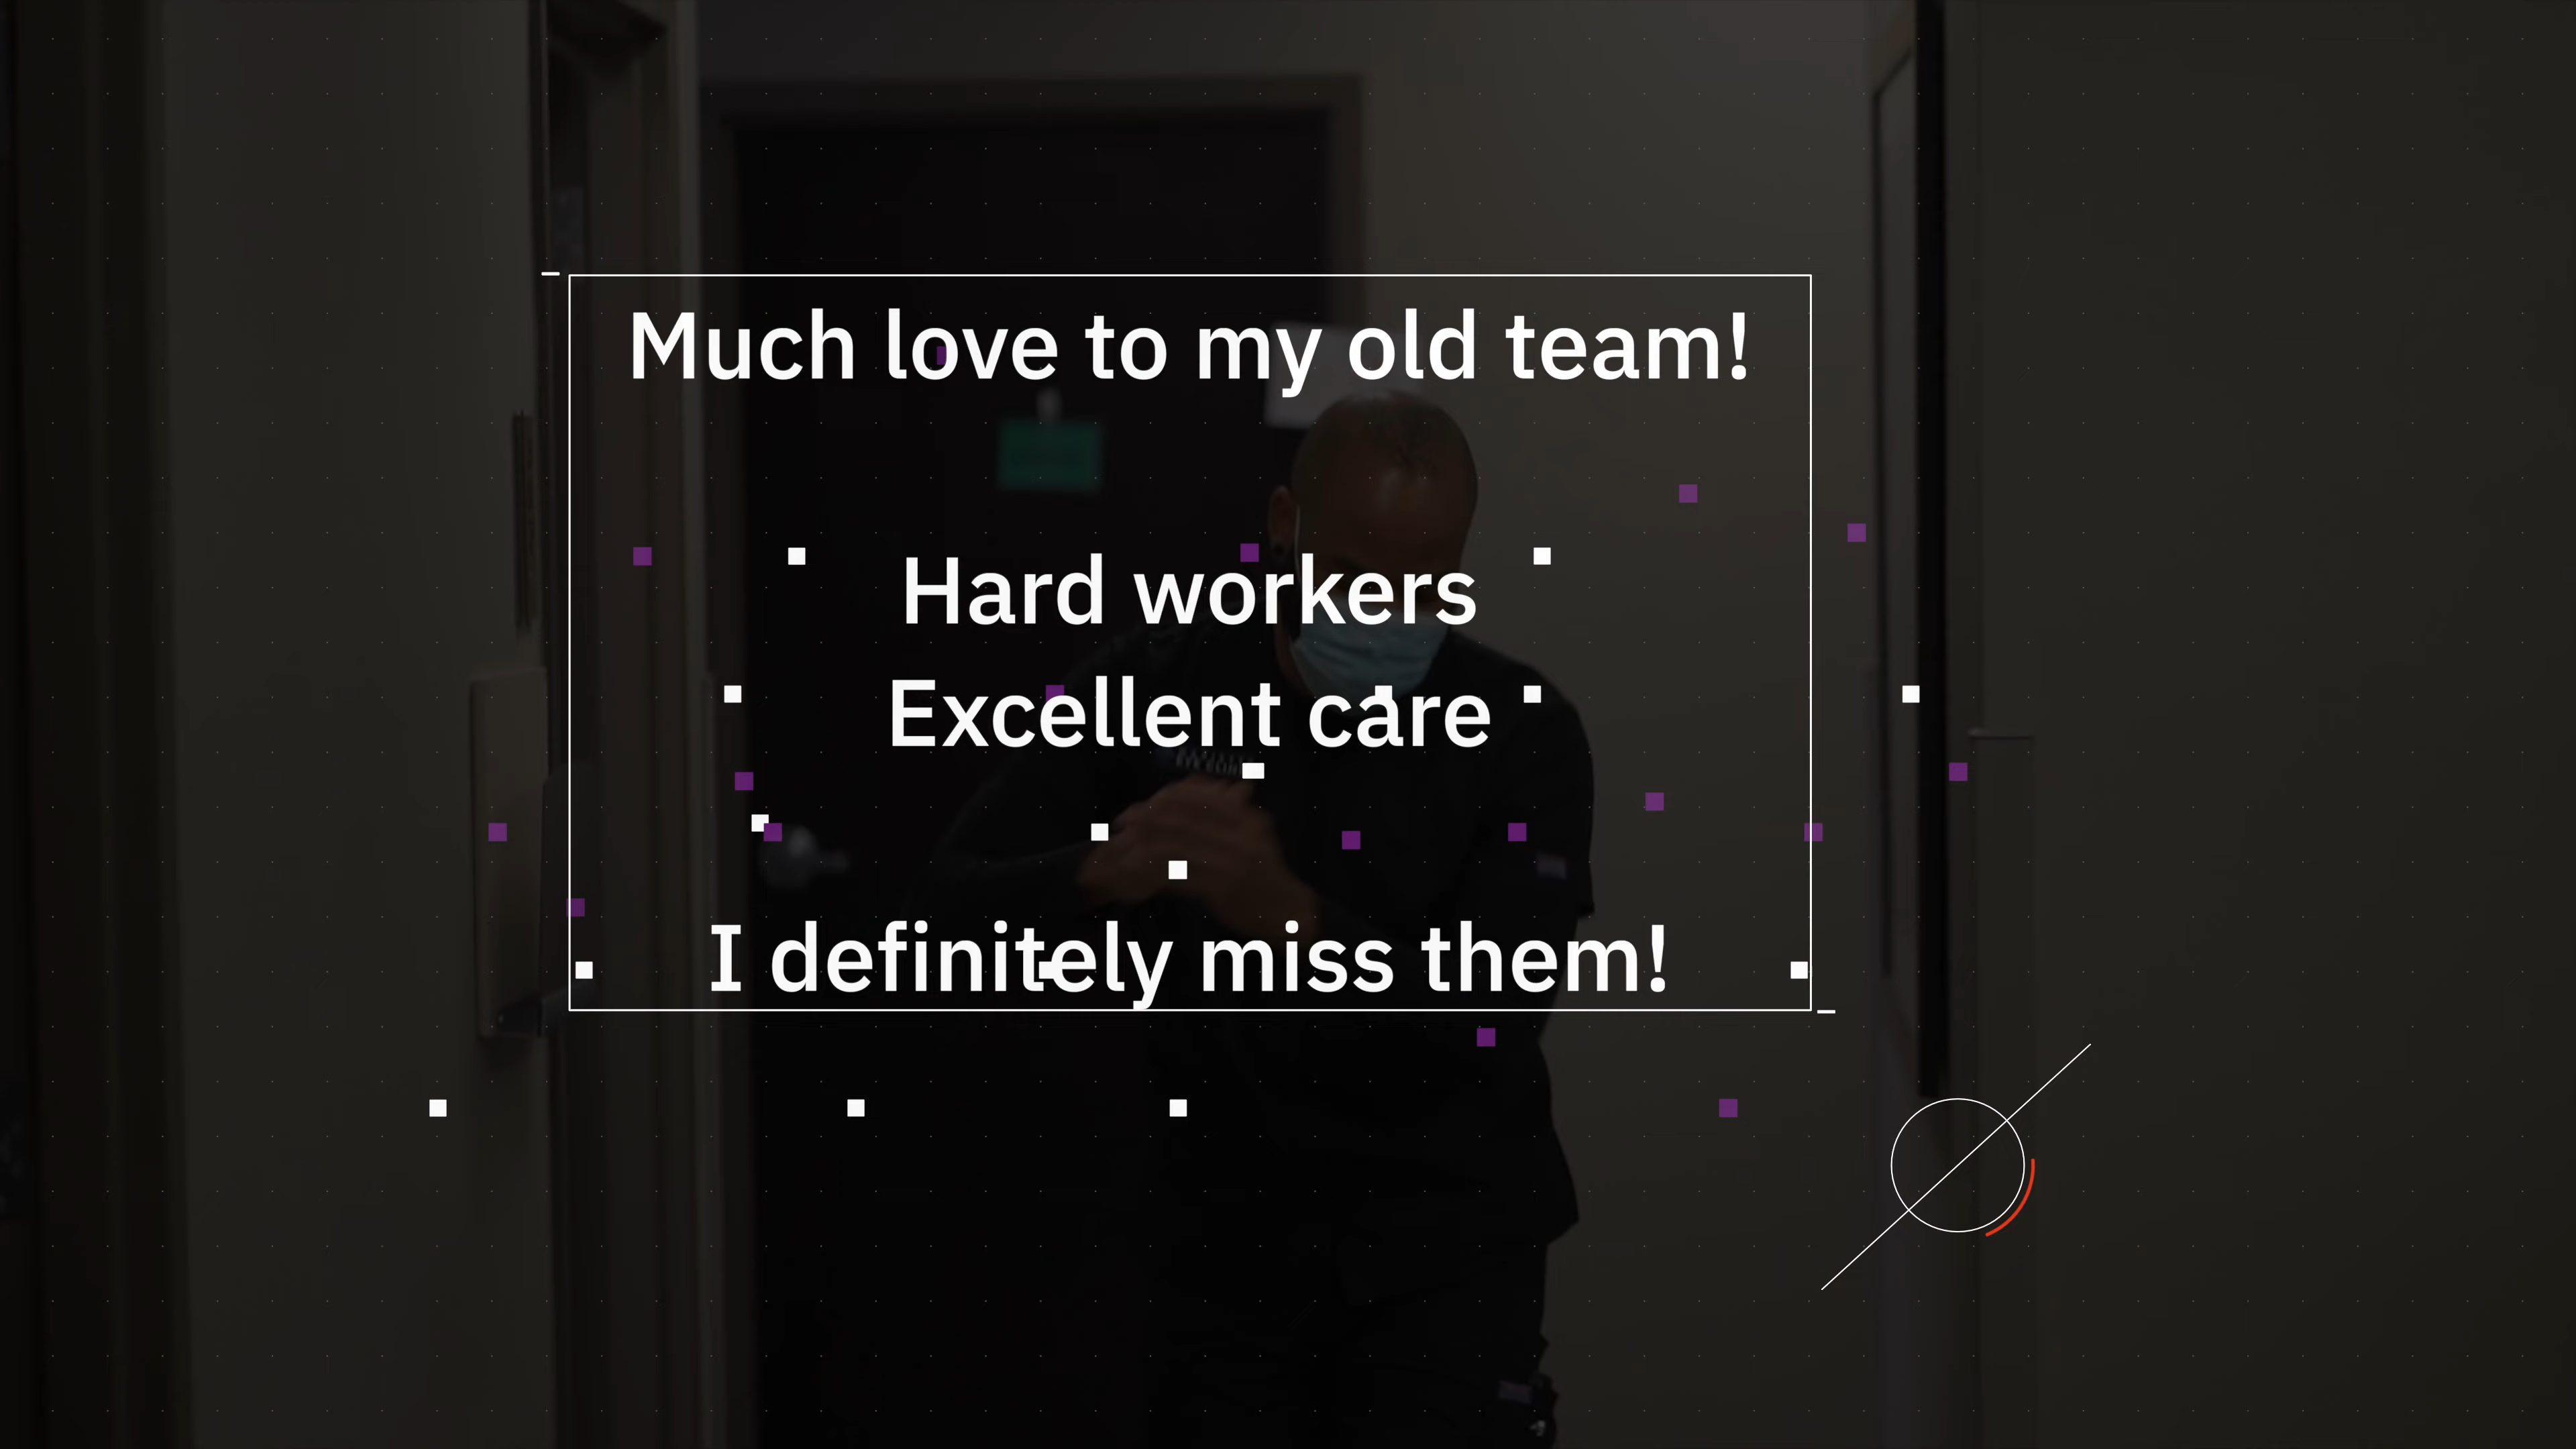 Much love to my old team!
Hard workers
Excellent care
I definitely miss them!